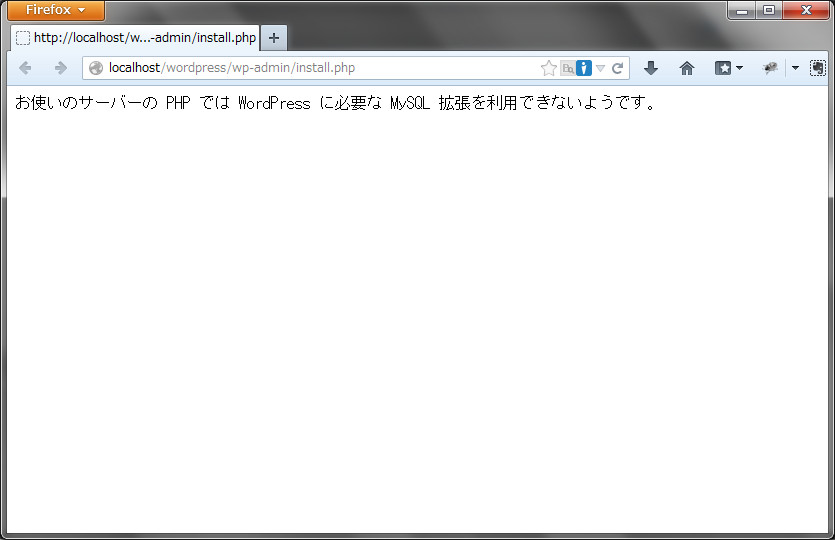 Firefox
http://localhost/w...-admin/install.php
localhost/wordpress/wp-admin/install.php
お使いのサーバーの PHP では WordPress に必要な MySQL 拡張を利用できないようです。